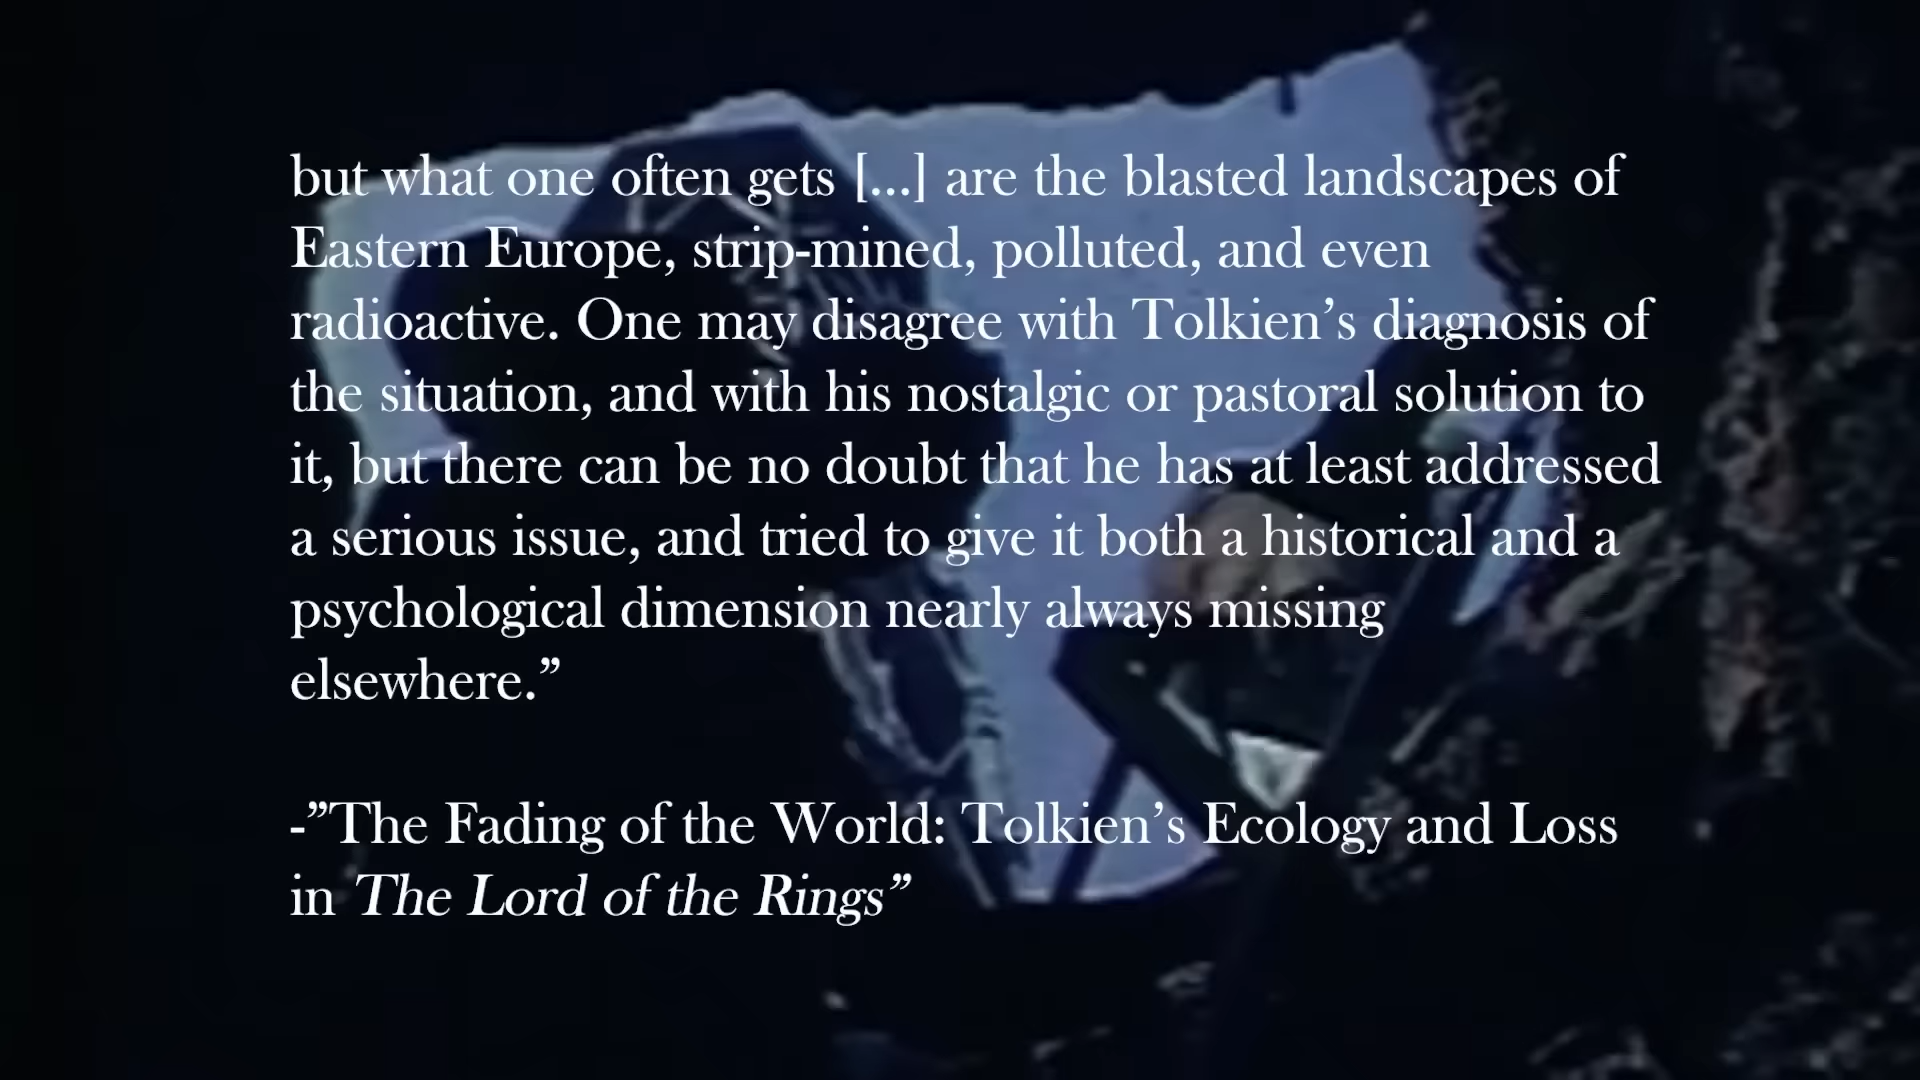 but what one often gets [...] are the blasted landscapes of
Eastern Europe, strip-mined, polluted, and even
radioactive. One may disagree with Tolkien’s diagnosis of
the situation, and with his nostalgic or pastoral solution to
it, but there can be no doubt that he has at least addressed
a serious issue, and tried to give it both a historical and a
psychological dimension nearly always missing
elsewhere.”
-”The Fading of the World: Tolkien’s Ecology and Loss
in The Lord of the Rings”